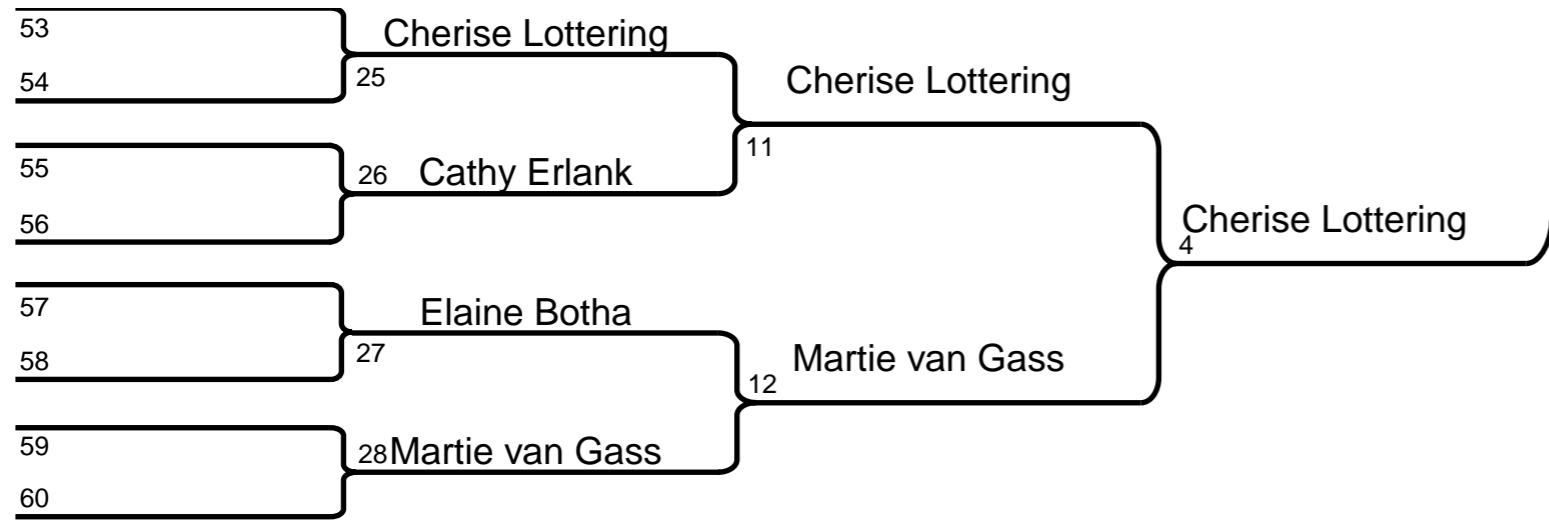 53
Cherise Lottering
54
25
Cherise Lottering
11
55
26 Cathy Erlank
56
Cherise Lottering
4
57
Elaine Botha
58
27
Martie van Gass
12
59
28 Martie van Gass
60